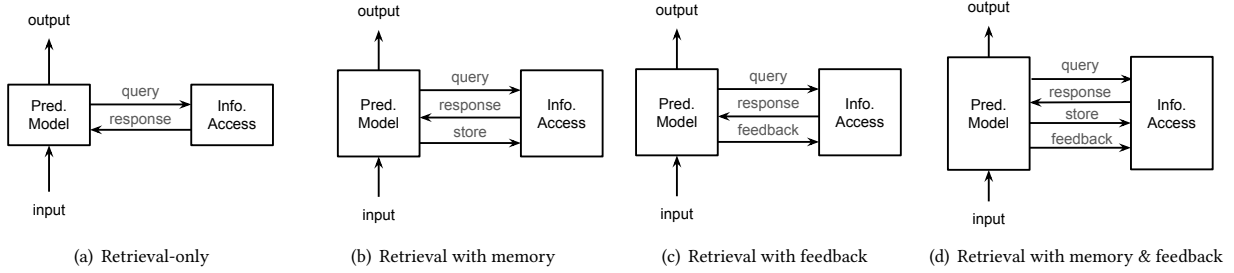 output
Pred.
Model
query
response
Info.
Access
input
(a) Retrieval-only
output
Pred.
Model
query
response
store
Info.
Access
input
(b) Retrieval with memory
output
Pred.
Model
query
response
feedback
Info.
Access
input
(c) Retrieval with feedback
output
Pred.
Model
query
response
store
feedback
Info.
Access
input
(d) Retrieval with memory & feedback